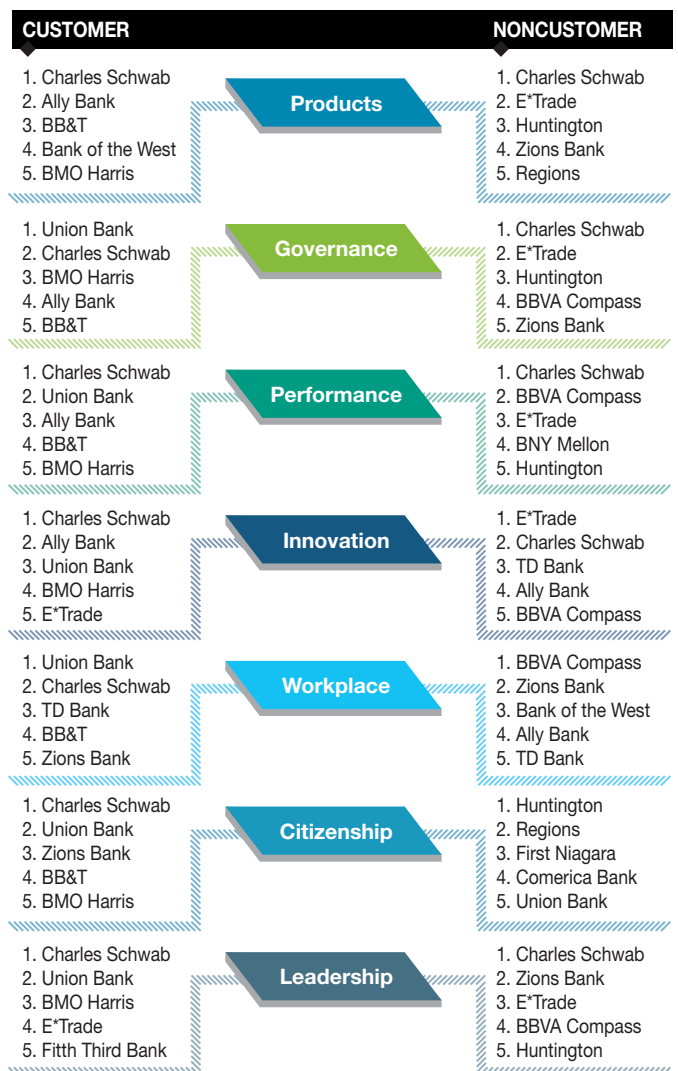 CUSTOMER
NONCUSTOMER
1. Charles Schwab
2. Ally Bank
3. BB&T
4. Bank of the West
5. BMO Harris
Products
1. Charles Schwab
2. E*Trade
3. Huntington
4. Zions Bank
5. Regions
1. Union Bank
2. Charles Schwab
3. BMO Harris
4. Ally Bank
5. BB&T
Governance
1. Charles Schwab
2. E*Trade
3. Huntington
4. BBVA Compass
5. Zions Bank
1. Charles Schwab
2. Union Bank
3. Ally Bank
4. BB&T
5. BMO Harris
Performance
1. Charles Schwab
2. BBVA Compass
3. E*Trade
4. BNY Mellon
5. Huntington
1. Charles Schwab
2. Ally Bank
3. Union Bank
4. BMO Harris
5. E*Trade
Innovation
1. E*Trade
2. Charles Schwab
3. TD Bank
4. Ally Bank
5. BBVA Compass
1. Union Bank
2. Charles Schwab
3. TD Bank
4. BB&T
5. Zions Bank
Workplace
1. BBVA Compass
2. Zions Bank
3. Bank of the West
4. Ally Bank
5. TD Bank
1. Charles Schwab
2. Union Bank
3. Zions Bank
4. BB&T
5. BMO Harris
Citizenship
1. Huntington
2. Regions
3. First Niagara
4. Comerica Bank
5. Union Bank
1. Charles Schwab
2. Union Bank
3. BMO Harris
4. E*Trade
5. Fitth Third Bank
Leadership
1. Charles Schwab
2. Zions Bank
3. E*Trade
4. BBVA Compass
5. Huntington